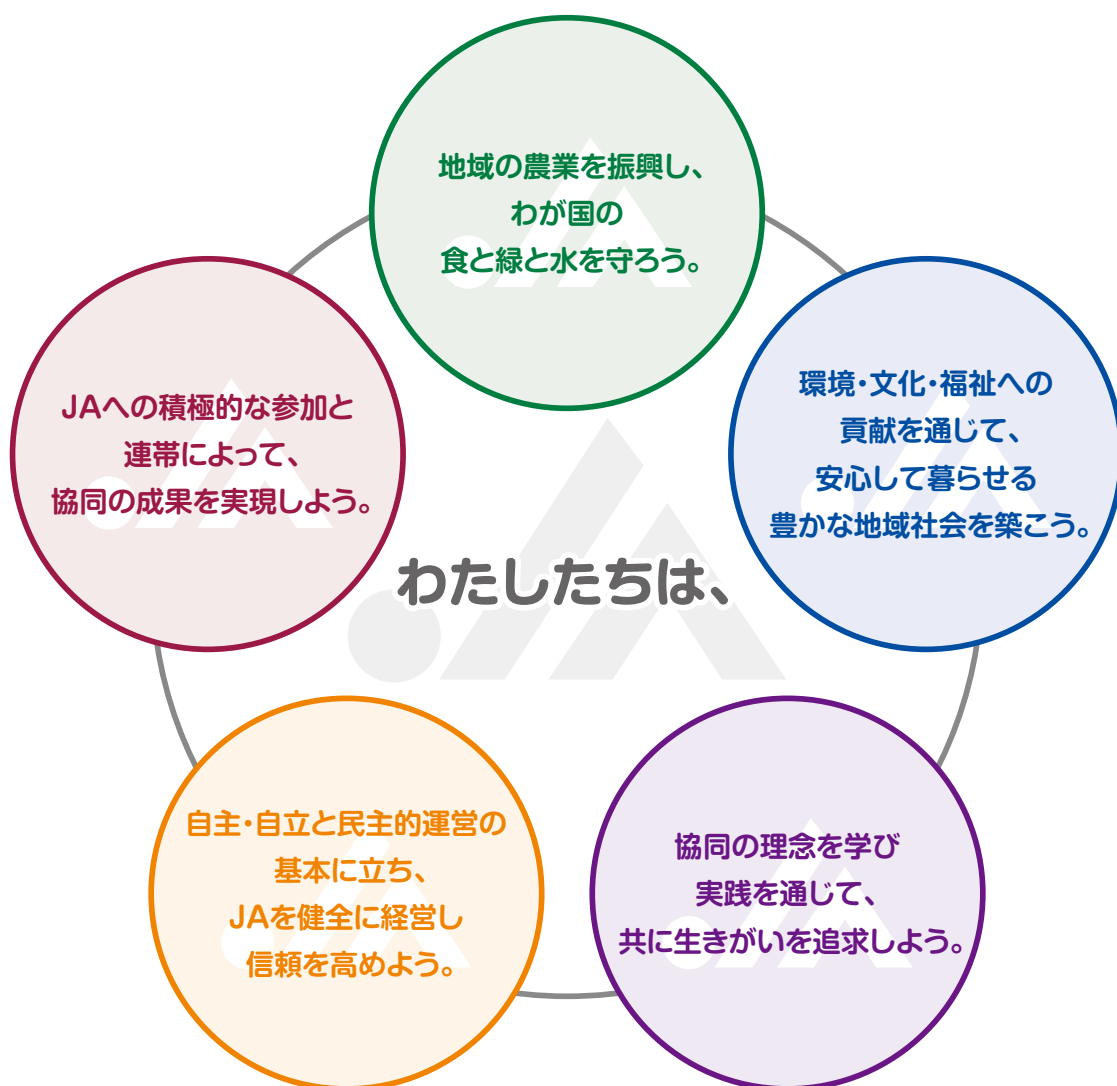 わたしたちは、
地域の農業を振興し、
わが国の
食と緑と水を守ろう。
環境・文化・福祉への
貢献を通じて、
安心して暮らせる
豊かな地域社会を築こう。
JAへの積極的な参加と
連帯によって、
協同の成果を実現しよう。
自主・自立と民主的運営の
基本に立ち、
JAを健全に経営し
信頼を高めよう。
協同の理念を学び
実践を通じて、
共に生きがいを追求しよう。